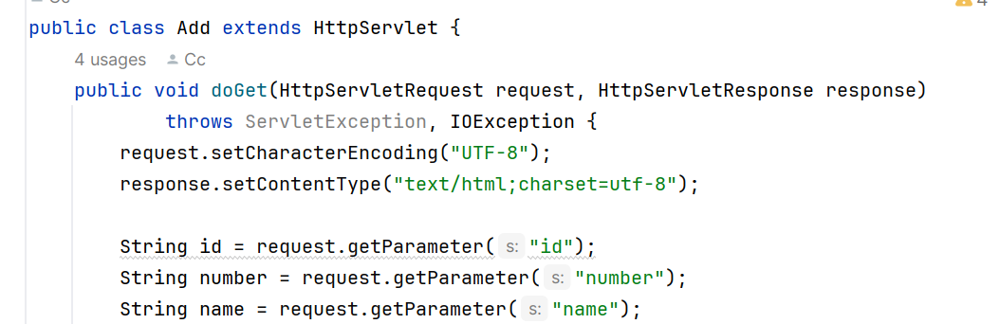 public class Add extends HttpServlet {
4 usages Cc
public void doGet(HttpServletRequest request, HttpServletResponse response)
throws ServletException, IOException {
request.setCharacterEncoding("UTF-8");
response.setContentType("text/html;charset=utf-8");
String id = request.getParameter( s: "id");
String number = request.getParameter( s: "number");
String name = request.getParameter( s: "name");